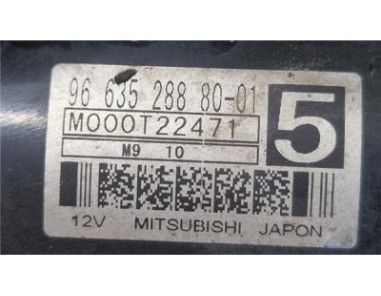 96 635 288 80-01
M000T22471
5
M9 10
12V MITSUBISHI JAPON